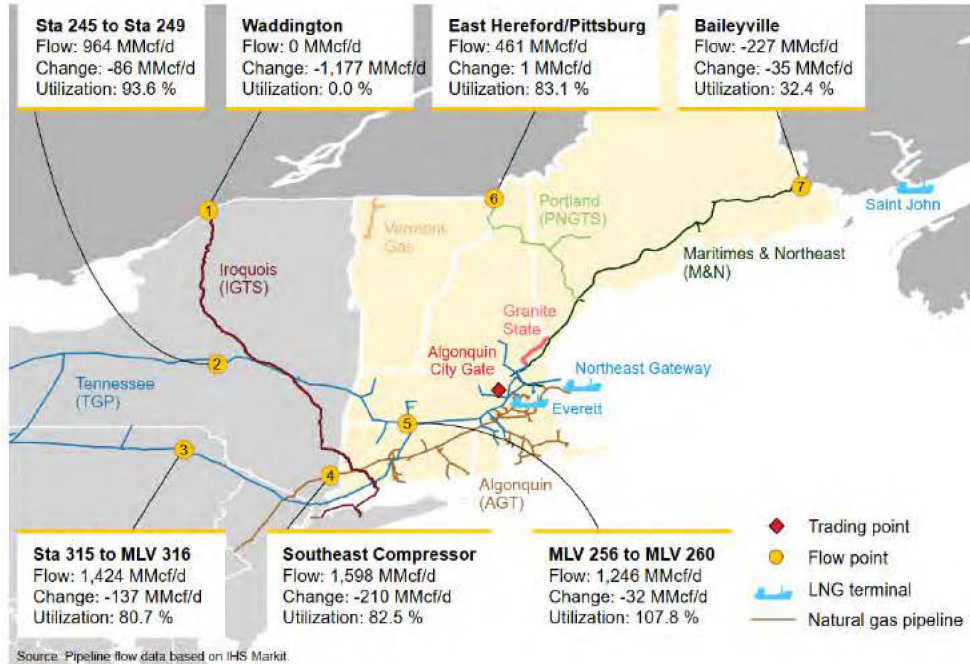 Sta 245 to Sta 249
Flow: 964 MMcf/d
Change: -86 MMcf/d
Utilization: 93.6 %
Waddington
Flow: 0 MMcf/d
Change: -1,177 MMcf/d
Utilization: 0.0 %
East Hereford/Pittsburg
Flow: 461 MMcf/d
Change: 1 MMcf/d
Utilization: 83.1 %
Baileyville
Flow: -227 MMcf/d
Change: -35 MMcf/d
Utilization: 32.4 %
1
6
7
Saint John
Vermont
Gas
Portland
(PNGTS)
Iroquois
(IGTS)
Maritimes & Northeast
(M&N)
Granite
State
2
Algonquin
City Gate
Northeast Gateway
Tennessee
(TGP)
Everett
5
3
4
Algonquin
(AGT)
Sta 315 to MLV 316
Flow: 1,424 MMcf/d
Change: -137 MMcf/d
Utilization: 80.7 %
Southeast Compressor
Flow: 1,598 MMcf/d
Change: -210 MMcf/d
Utilization: 82.5 %
MLV 256 to MLV 260
Flow: 1,246 MMcf/d
Change: -32 MMcf/d
Utilization: 107.8 %
Trading point
Flow point
LNG terminal
Natural gas pipeline
Source: Pipeline flow data based on IHS Markit.